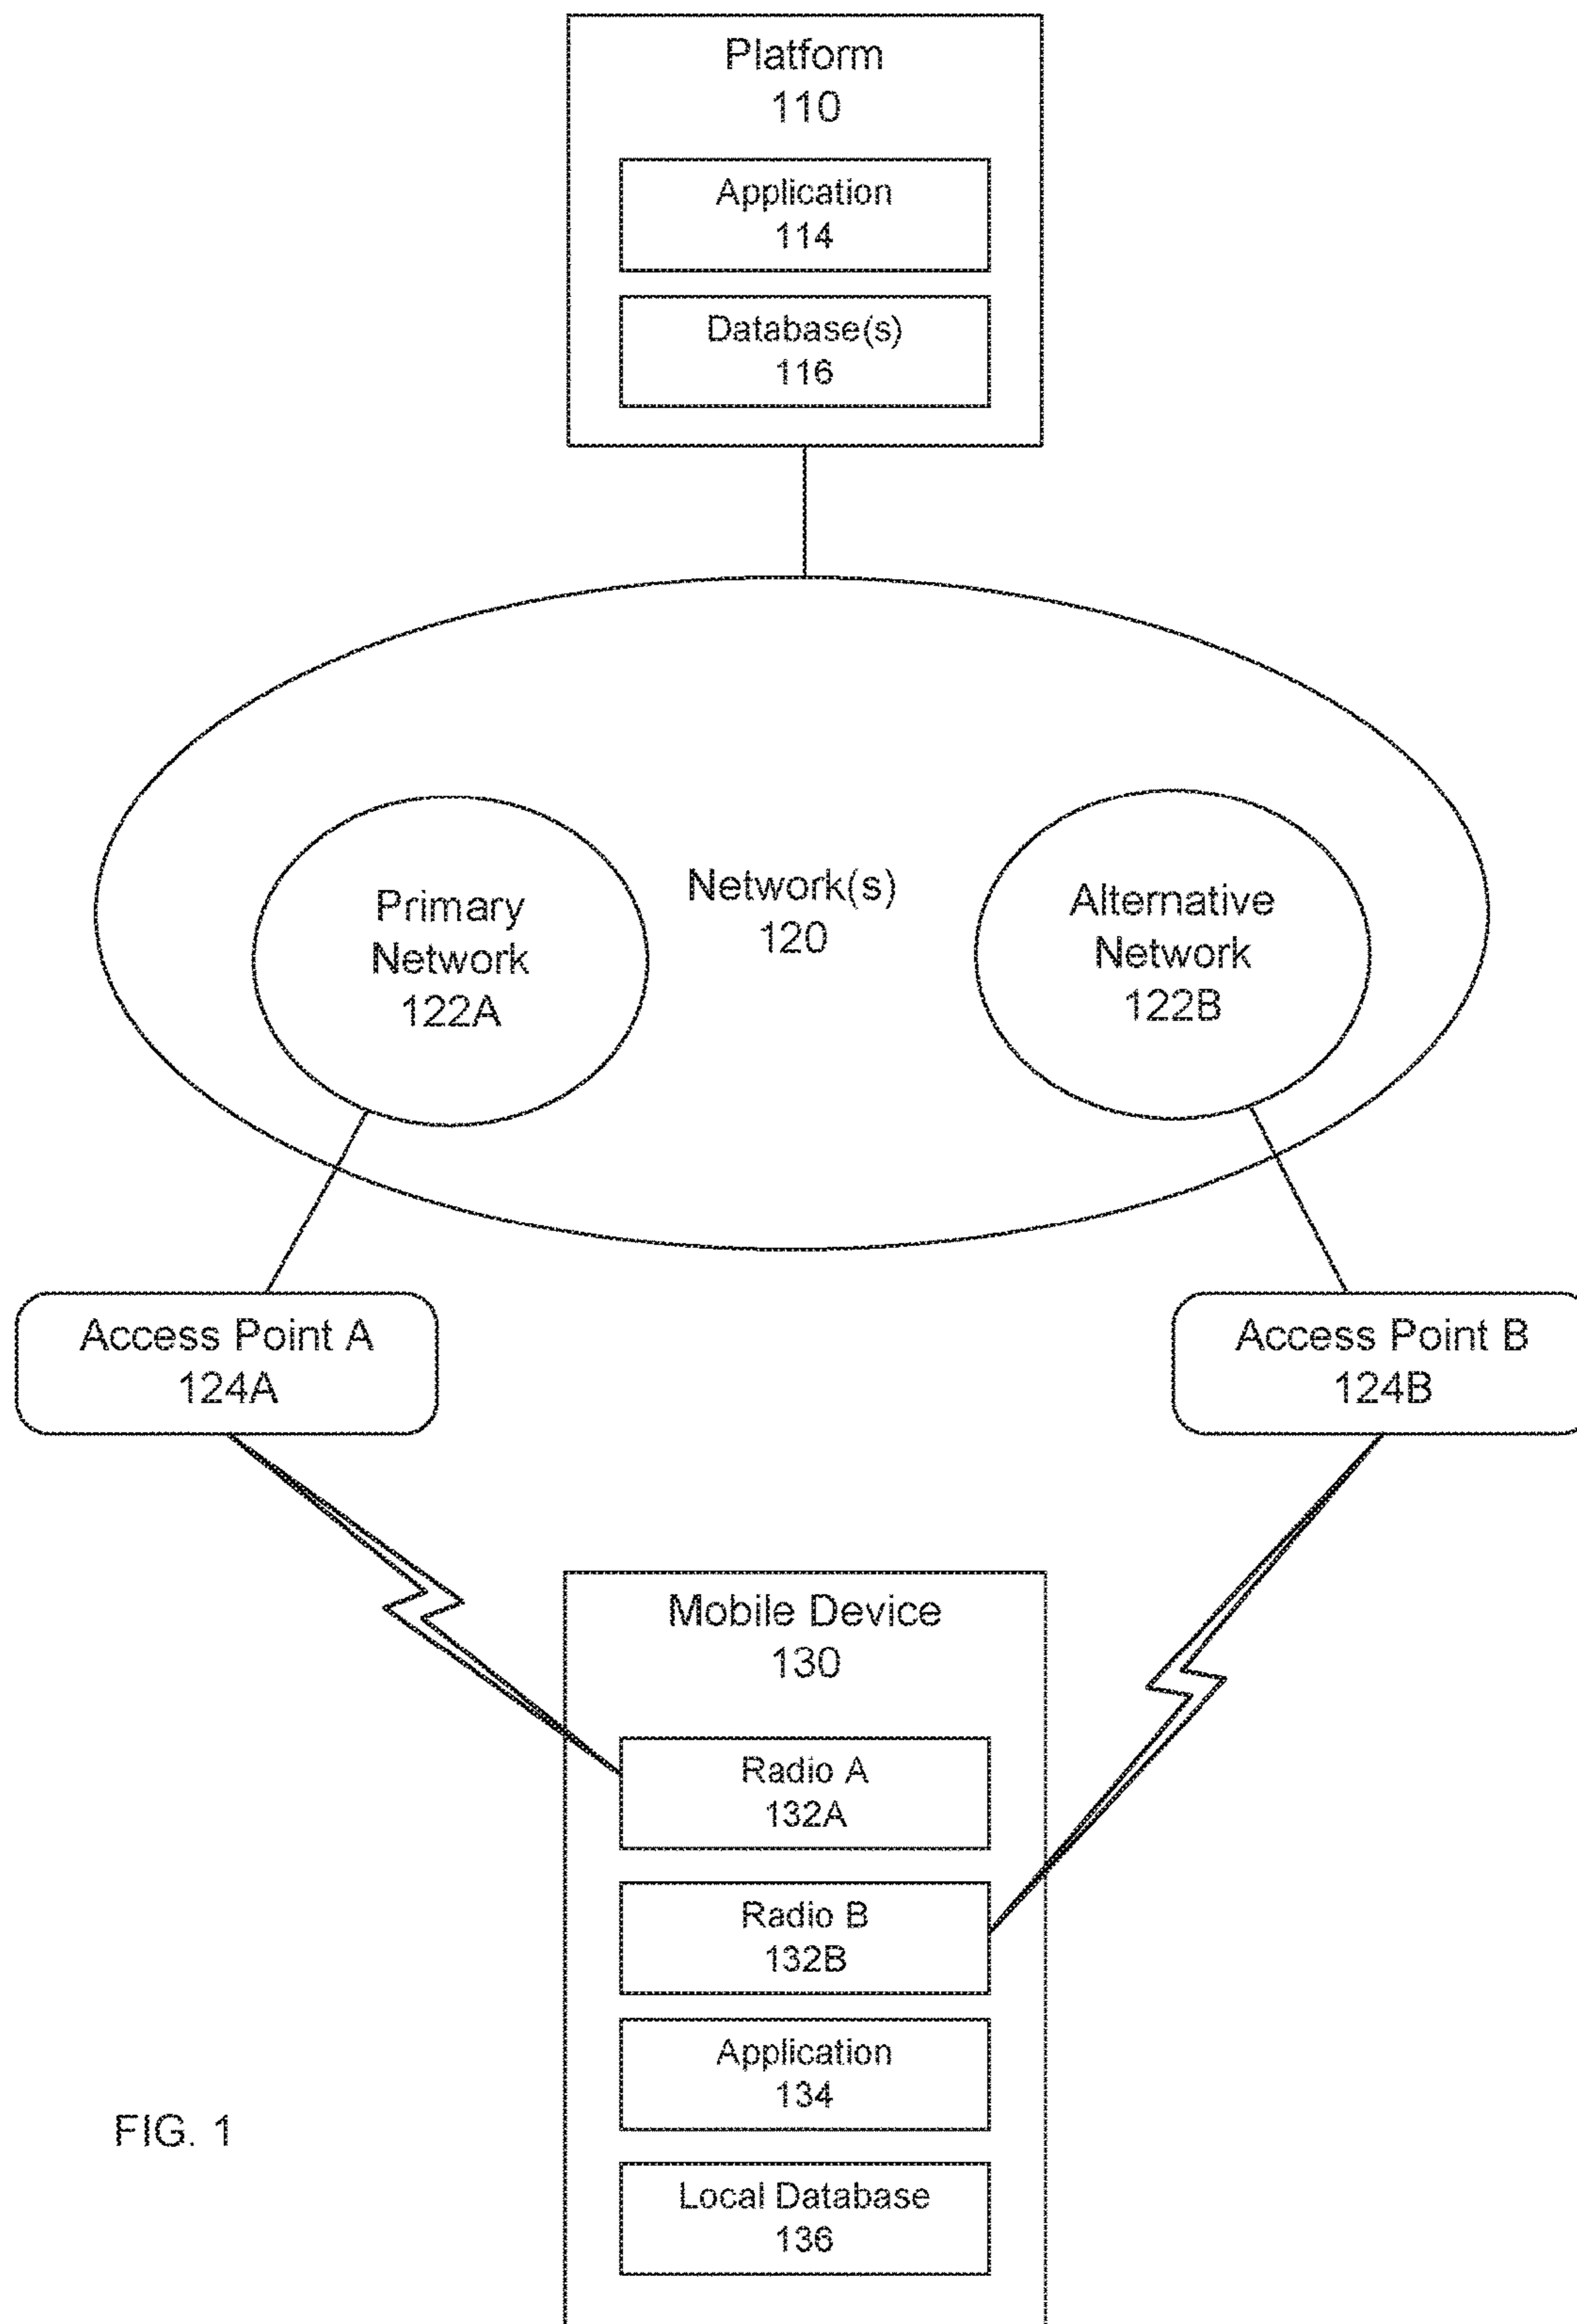 Platform
110
Application
114
Database(s)
116
Network(s)
120
Primary
Network
122A
Alternative
Network
122B
Access Point A
124A
Access Point B
124B
Mobile Device
130
Radio A
132A
Radio B
132B
Application
134
Local Database
136
FIG. 1